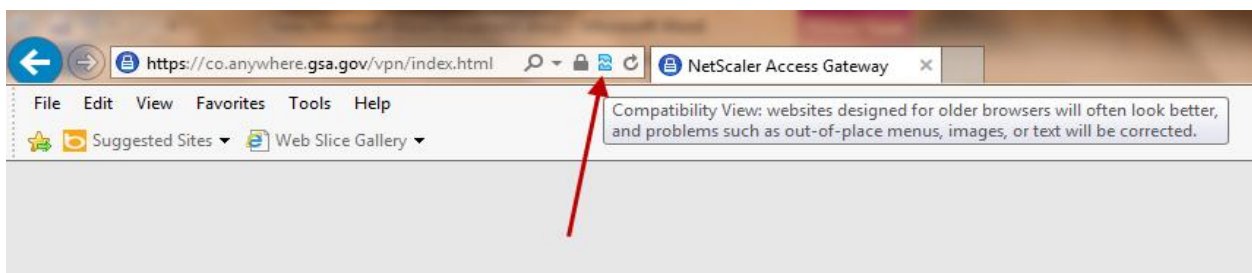 https://co.anywhere.gsa.gov/vpn/index.html
NetScaler Access Gateway
File Edit View Favorites Tools Help
Compatibility View: websites designed for older browsers will often look better,
and problems such as out-of-place menus, images, or text will be corrected.
Suggested Sites
Web Slice Gallery